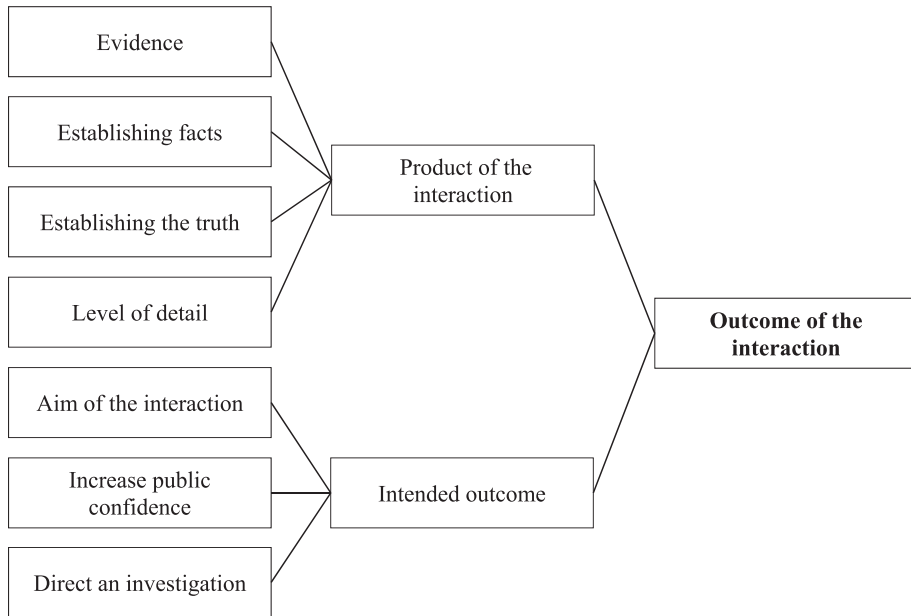 Evidence
Establishing facts
Establishing the truth
Level of detail
Aim of the interaction
Increase public
confidence
Direct an investigation
Product of the
interaction
Intended outcome
Outcome of the
interaction